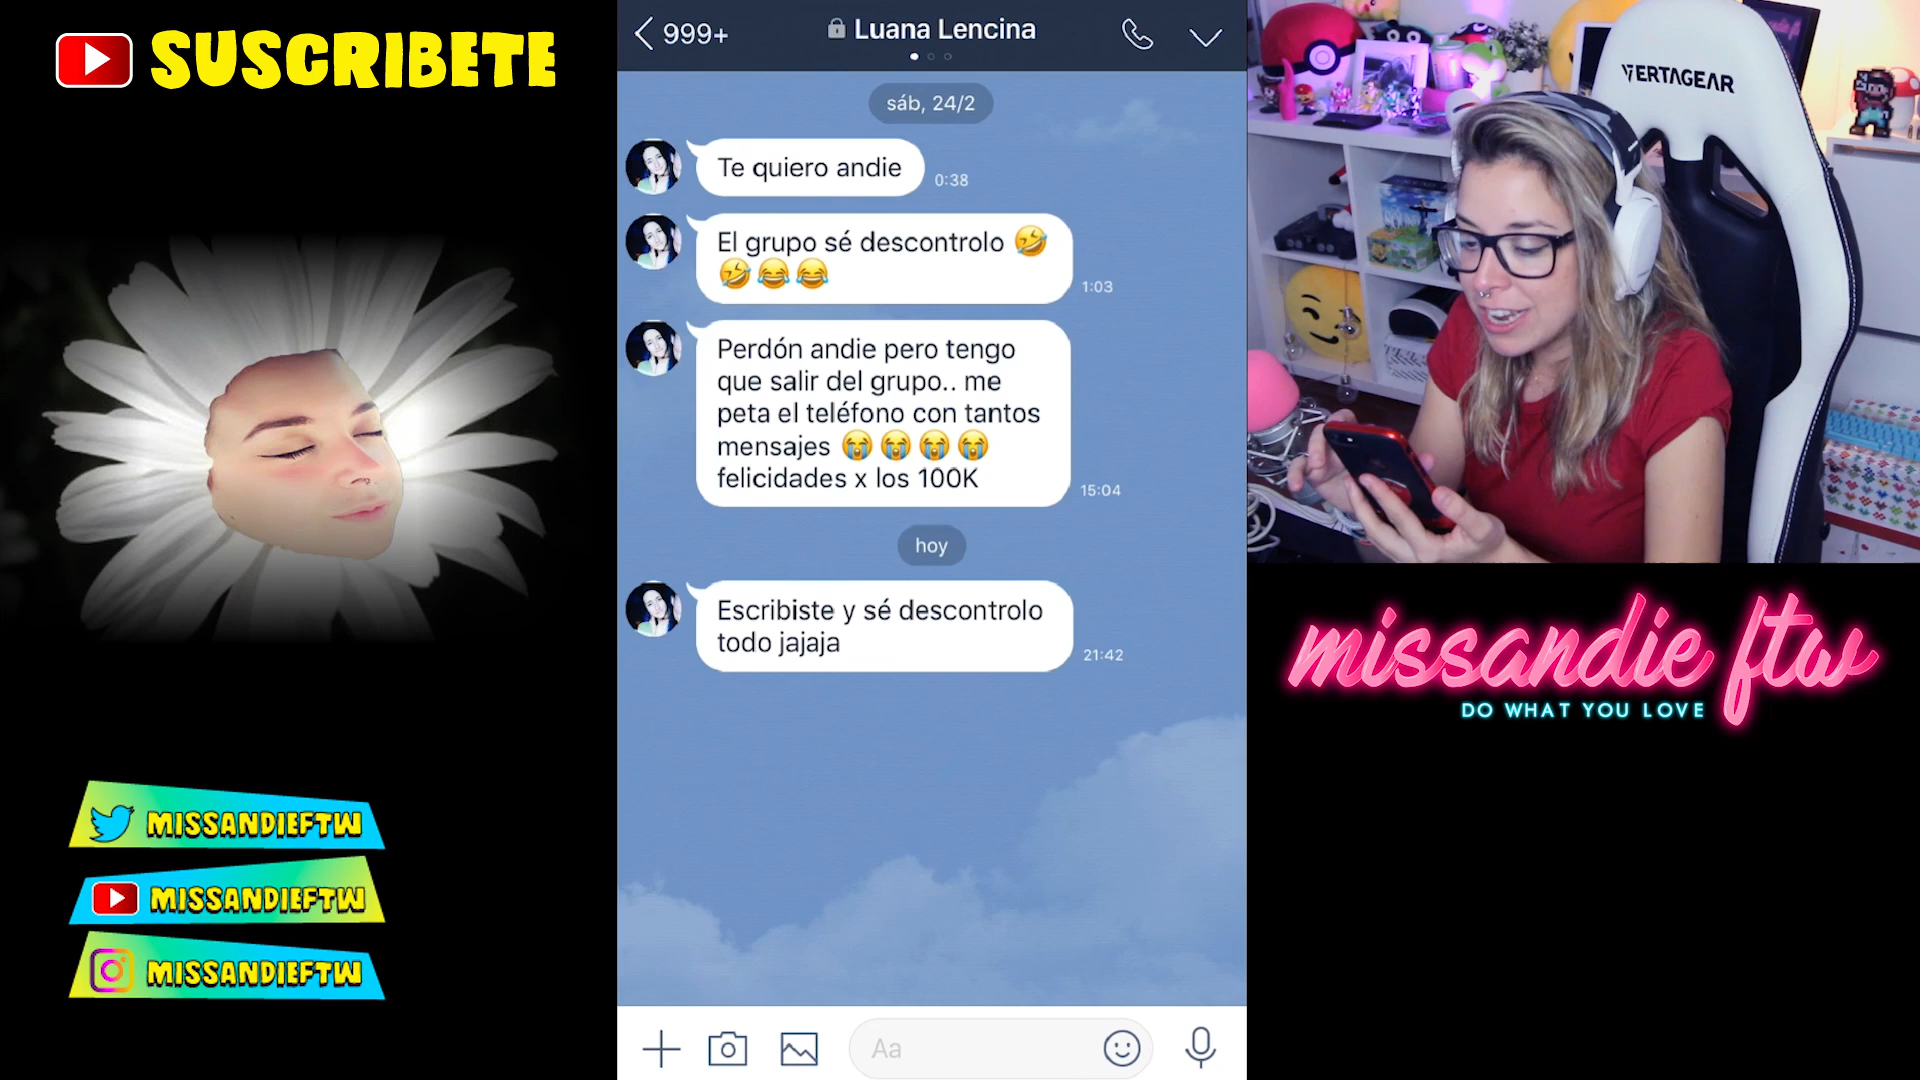 SUSCRIBETE
999+
Luana Lencina
sáb, 24/2
Te quiero andie
0:38
El grupo sé descontrolo 🤣
🤣😂😂
1:03
Perdón andie pero tengo
que salir del grupo.. me
peta el teléfono con tantos
mensajes 😭😭😭😭
felicidades x los 100K
15:04
hoy
Escribiste y sé descontrolo
todo jajaja
21:42
Aa
VERTAGEAR
missandie ftw
DO WHAT YOU LOVE
MISSANDIEFTW
MISSANDIEFTW
MISSANDIEFTW